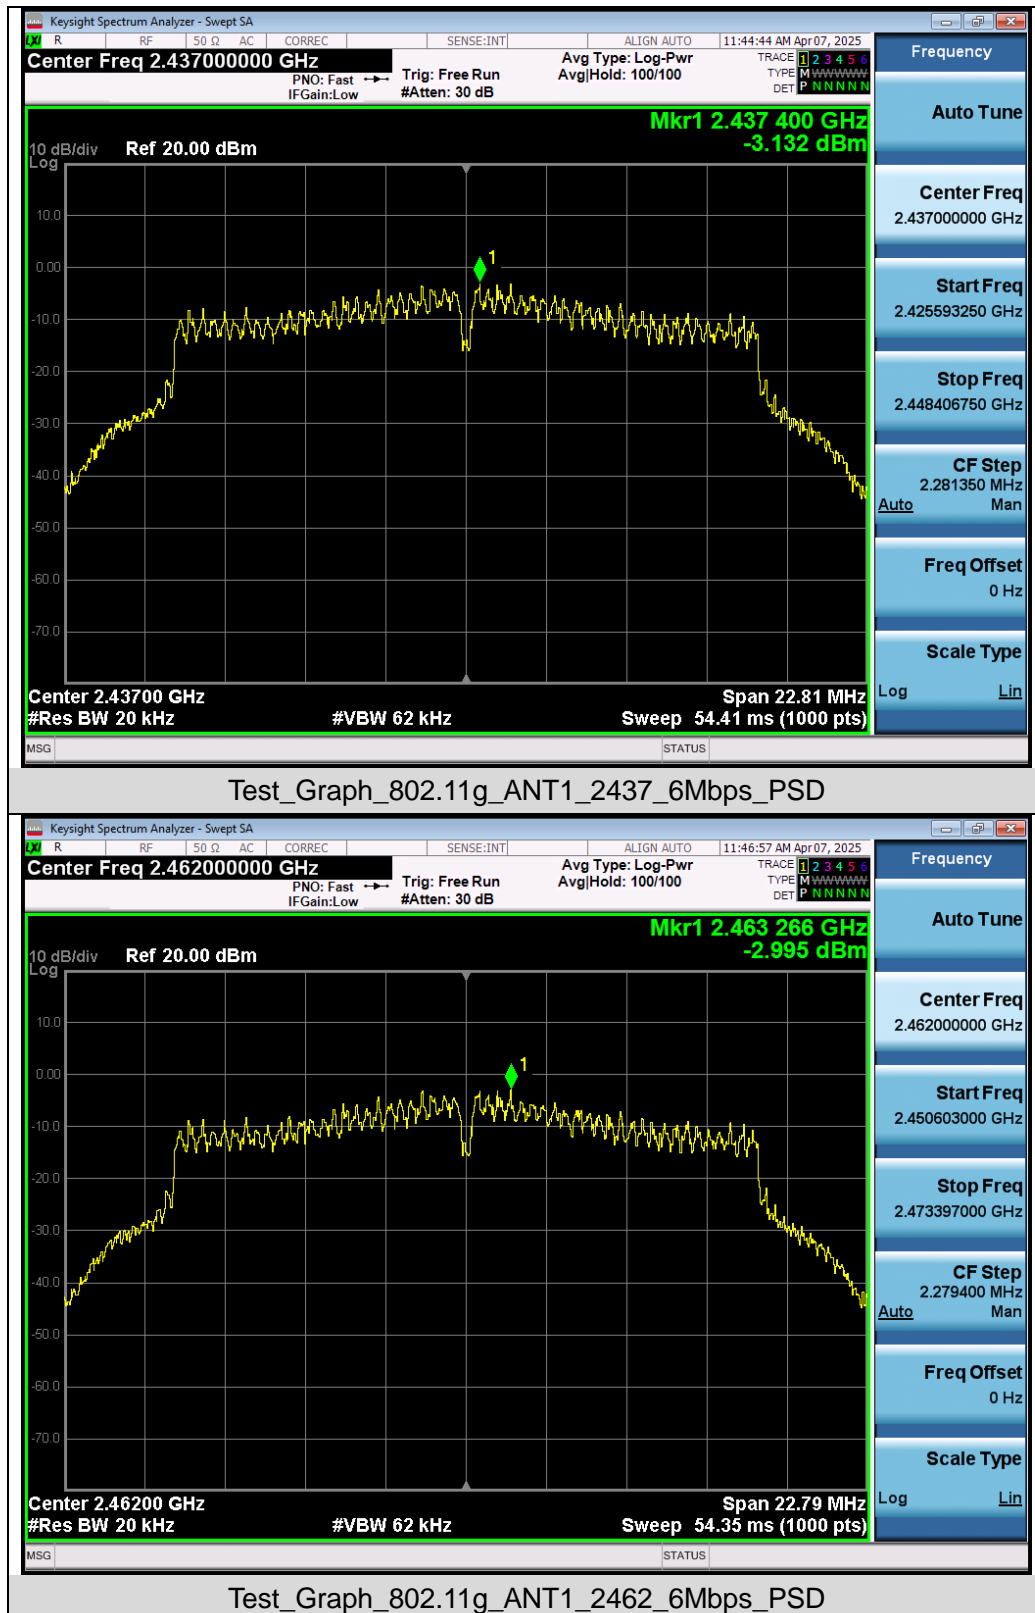 Keysight Spectrum Analyzer - Swept SA
LXI R RF 50 Ω AC CORREC SENSE:INT ALIGN AUTO 11:44:44 AM Apr 07, 2025
Center Freq 2.437000000 GHz
Avg Type: Log-Pwr
TRACE 1 2 3 4 5 6
PNO: Fast
Trig: Free Run
Avg|Hold: 100/100
TYPE M WWWWW
IFGain:Low
#Atten: 30 dB
DET P N N N N N
Mkr1 2.437 400 GHz
-3.132 dBm
10 dB/div Ref 20.00 dBm
Log
10.0
0.00
-10.0
-20.0
-30.0
-40.0
-50.0
-60.0
-70.0
1
Center 2.43700 GHz Span 22.81 MHz
#Res BW 20 kHz #VBW 62 kHz Sweep 54.41 ms (1000 pts)
MSG STATUS
Frequency
Auto Tune
Center Freq
2.437000000 GHz
Start Freq
2.425593250 GHz
Stop Freq
2.448406750 GHz
CF Step
2.281350 MHz
Auto Man
Freq Offset
0 Hz
Scale Type
Log Lin
Test_Graph_802.11g_ANT1_2437_6Mbps_PSD
Keysight Spectrum Analyzer - Swept SA
LXI R RF 50 Ω AC CORREC SENSE:INT ALIGN AUTO 11:46:57 AM Apr 07, 2025
Center Freq 2.462000000 GHz
Avg Type: Log-Pwr
TRACE 1 2 3 4 5 6
PNO: Fast
Trig: Free Run
Avg|Hold: 100/100
TYPE M WWWWW
IFGain:Low
#Atten: 30 dB
DET P N N N N N
Mkr1 2.463 266 GHz
-2.995 dBm
10 dB/div Ref 20.00 dBm
Log
10.0
0.00
-10.0
-20.0
-30.0
-40.0
-50.0
-60.0
-70.0
1
Center 2.46200 GHz Span 22.79 MHz
#Res BW 20 kHz #VBW 62 kHz Sweep 54.35 ms (1000 pts)
MSG STATUS
Frequency
Auto Tune
Center Freq
2.462000000 GHz
Start Freq
2.450603000 GHz
Stop Freq
2.473397000 GHz
CF Step
2.279400 MHz
Auto Man
Freq Offset
0 Hz
Scale Type
Log Lin
Test_Graph_802.11g_ANT1_2462_6Mbps_PSD